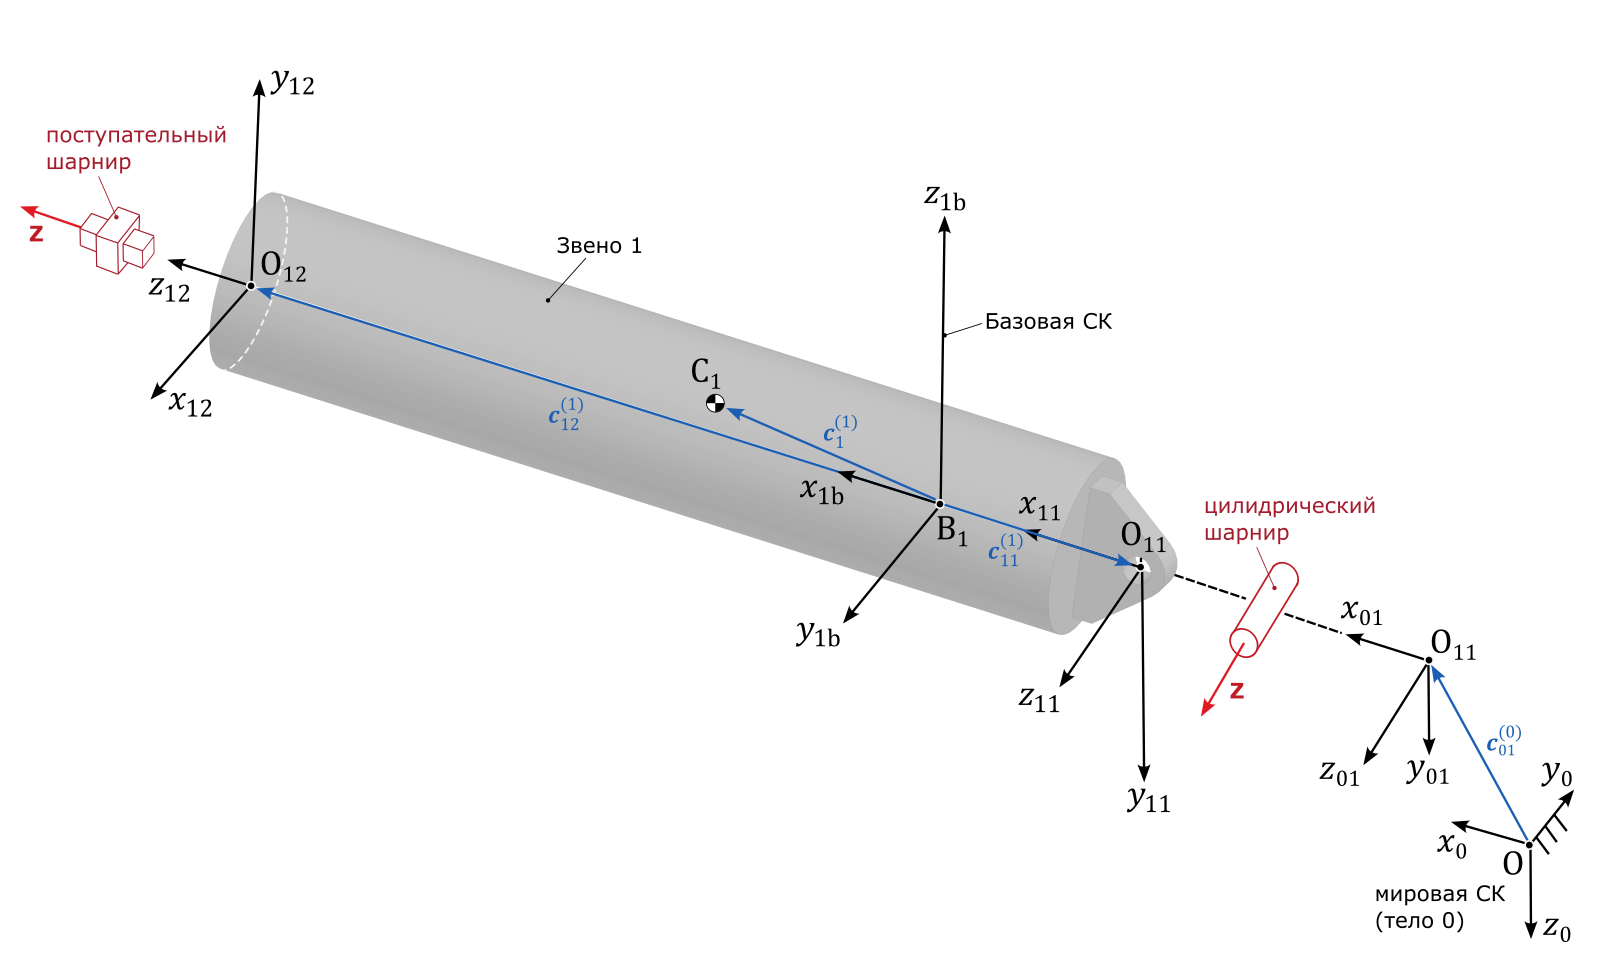 y₁₂
поступательный
шарнир
z
z₁₂
O₁₂
x₁₂
Звено 1
z₁b
Базовая СК
C₁
c₁₂⁽¹⁾
c₁⁽¹⁾
x₁b
B₁
y₁b
x₁₁
c₁₁⁽¹⁾
O₁₁
z₁₁
y₁₁
цилидрический
шарнир
z
x₀₁
O₁₁
z₀₁
y₀₁
c₀₁⁽⁰⁾
y₀
x₀
O
мировая СК
(тело 0)
z₀